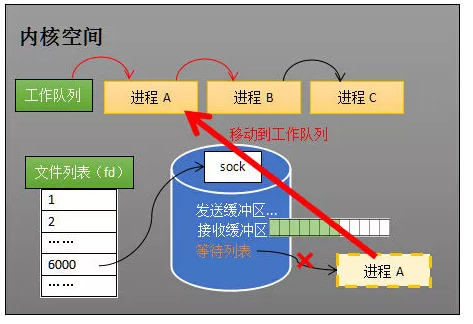 内核空间
工作队列
进程 A
进程 B
进程 C
移动到工作队列
文件列表（fd）
sock
1
2
……
6000
……
发送缓冲区...
接收缓冲区
等待列表
进程 A